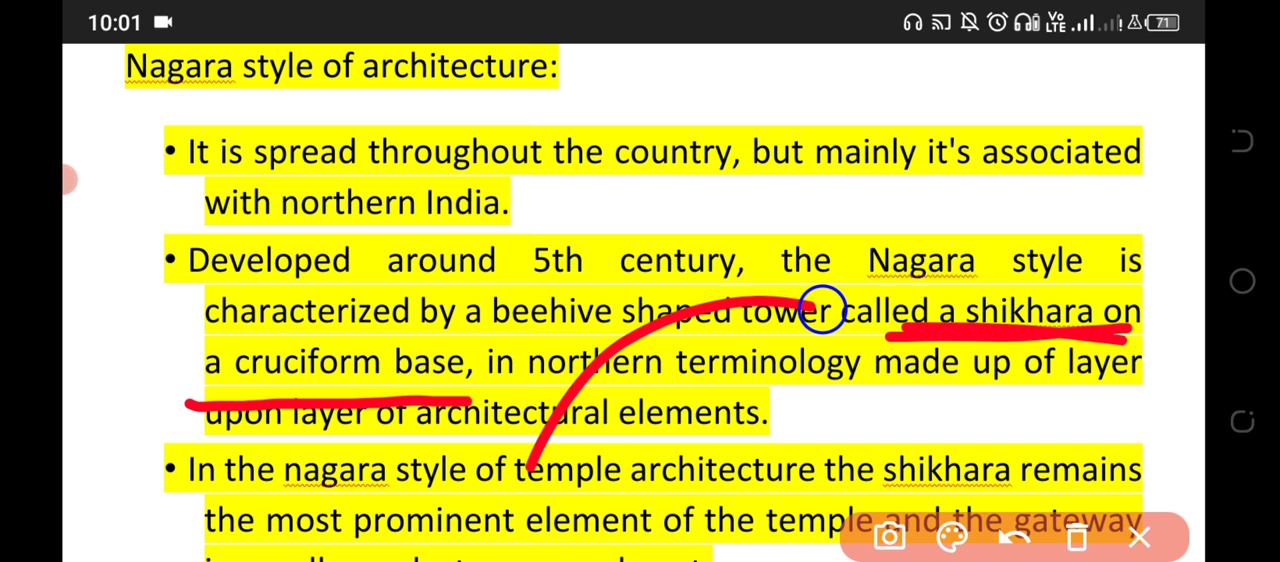 10:01
Vo
LTE
71
Nagara style of architecture:
• It is spread throughout the country, but mainly it's associated
with northern India.
• Developed around 5th century, the Nagara style is
characterized by a beehive shaped tower called a shikhara on
a cruciform base, in northern terminology made up of layer
upon layer of architectural elements.
• In the nagara style of temple architecture the shikhara remains
the most prominent element of the temple and the gateway